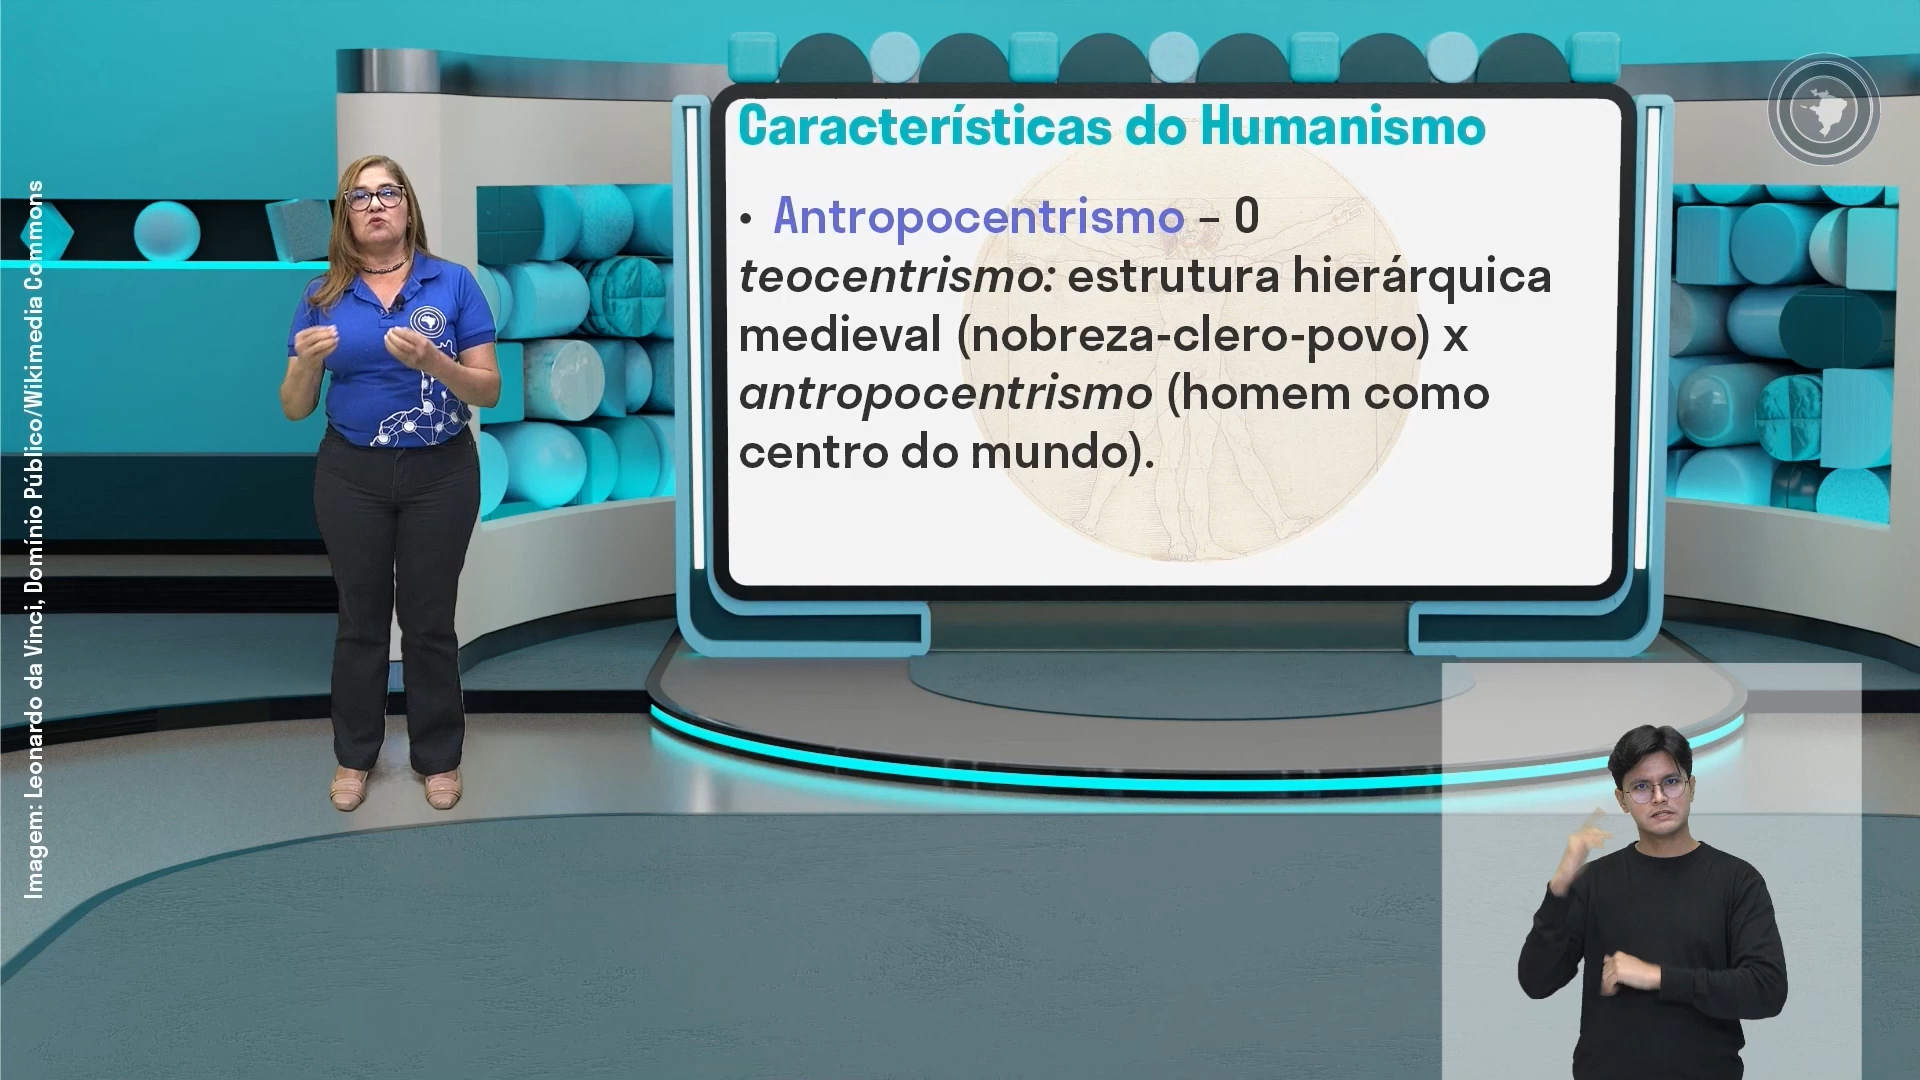 Características do Humanismo
• Antropocentrismo – O
teocentrismo: estrutura hierárquica
medieval (nobreza-clero-povo) x
antropocentrismo (homem como
centro do mundo).
Imagem: Leonardo da Vinci, Domínio Público/Wikimedia Commons